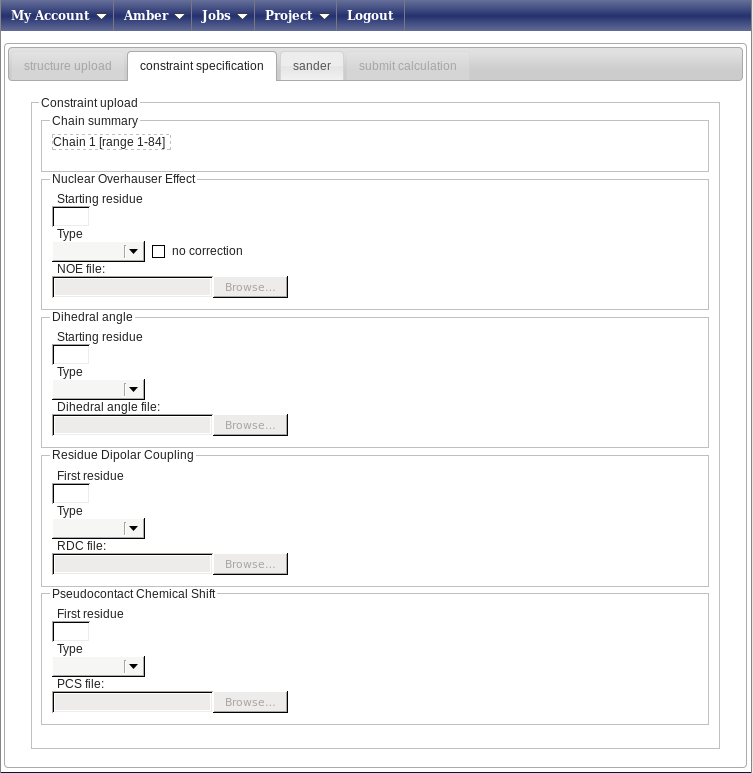 My Account Amber Jobs Project Logout
structure upload constraint specification sander submit calculation
Constraint upload
Chain summary
Chain 1 [range 1-84]
Nuclear Overhauser Effect
Starting residue
Type
no correction
NOE file:
Browse...
Dihedral angle
Starting residue
Type
Dihedral angle file:
Browse...
Residue Dipolar Coupling
First residue
Type
RDC file:
Browse...
Pseudocontact Chemical Shift
First residue
Type
PCS file:
Browse...